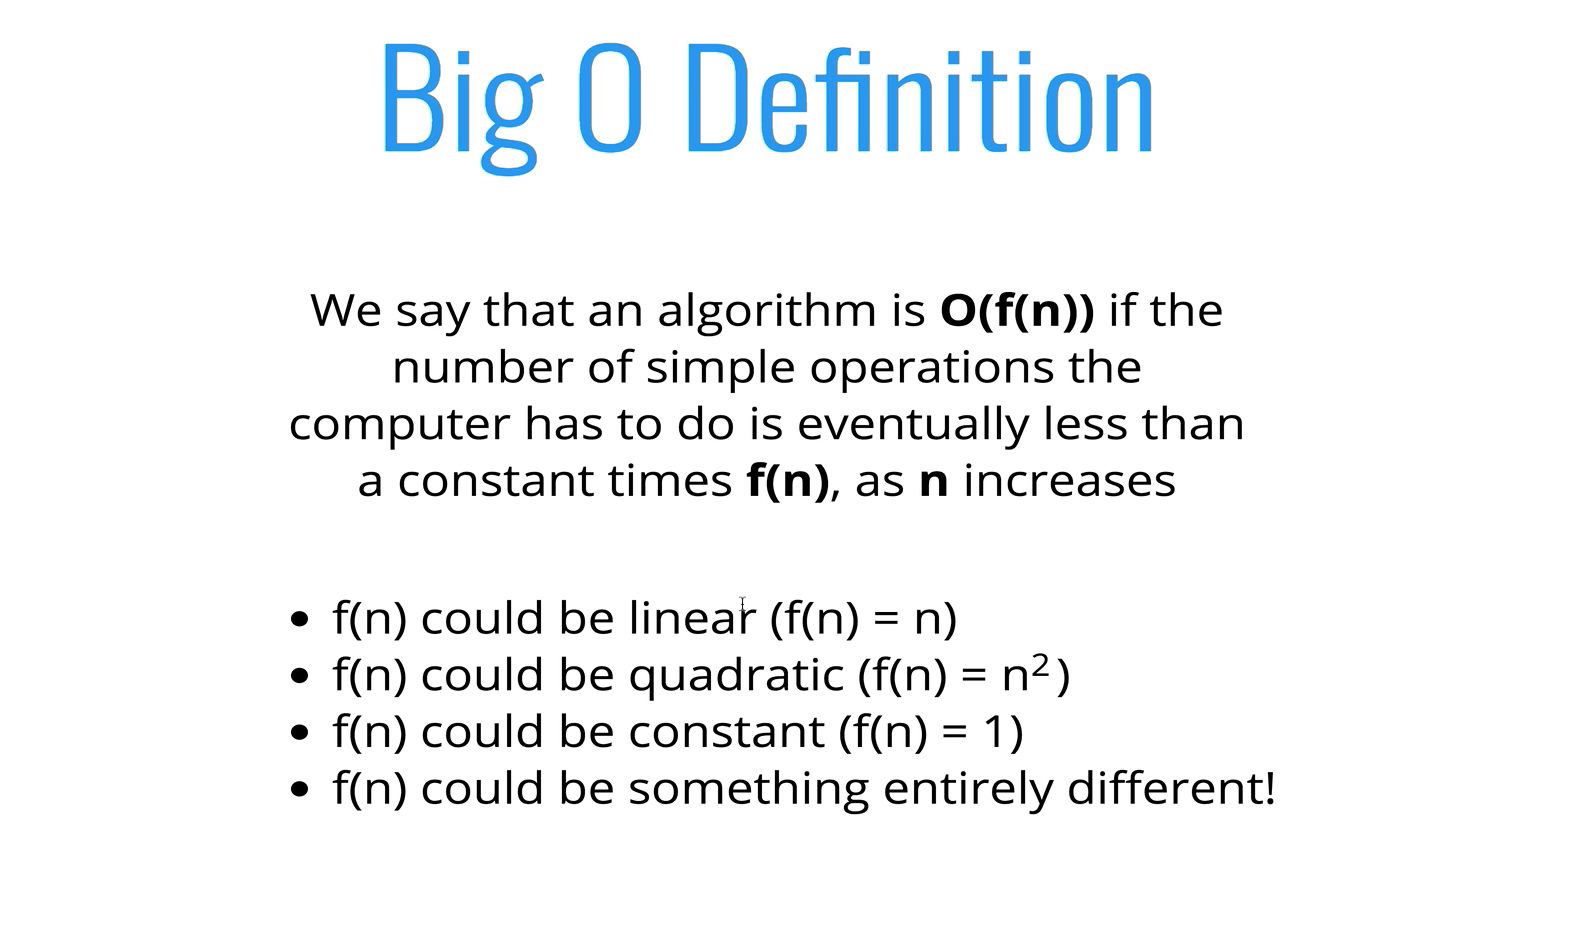 Big O Definition
We say that an algorithm is O(f(n)) if the
number of simple operations the
computer has to do is eventually less than
a constant times f(n), as n increases
• f(n) could be linear (f(n) = n)
• f(n) could be quadratic (f(n) = n²)
• f(n) could be constant (f(n) = 1)
• f(n) could be something entirely different!